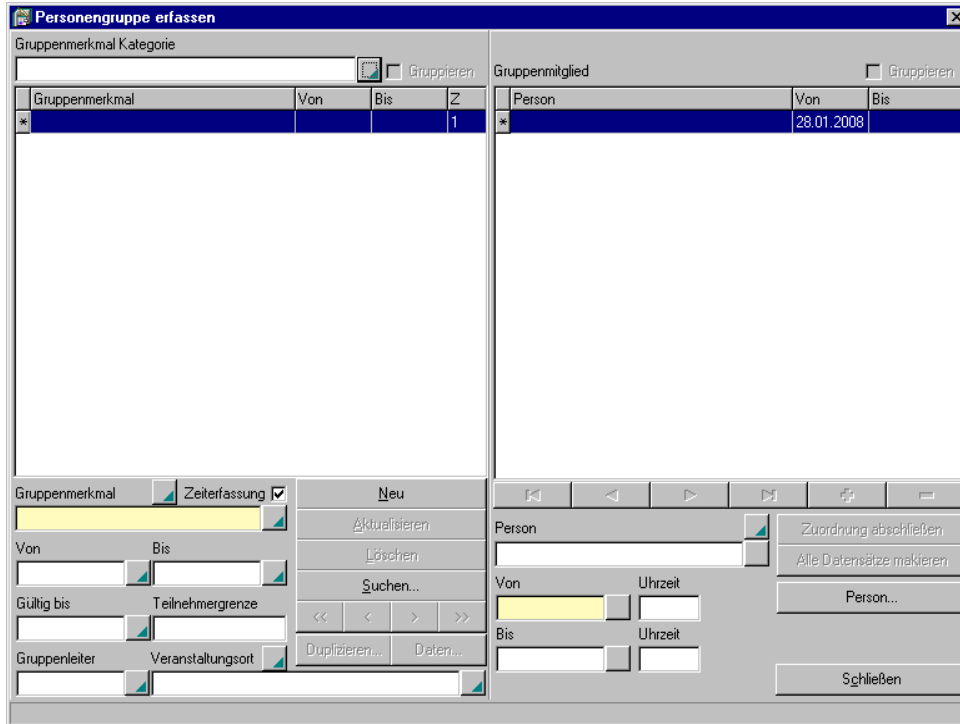 Personengruppe erfassen
Gruppenmerkmal Kategorie
Gruppieren
Gruppenmerkmal Von Bis Z
* 1
Gruppenmitglied Gruppieren
Person Von Bis
* 28.01.2008
Gruppenmerkmal Zeiterfassung
Von Bis
Gültig bis Teilnehmergrenze
Gruppenleiter Veranstaltungsort
Neu
Aktualisieren
Löschen
Suchen...
<< < > >>
Duplizieren... Daten...
Person
Von Uhrzeit
Bis Uhrzeit
Zuordnung abschließen
Alle Datensätze makieren
Person...
Schließen